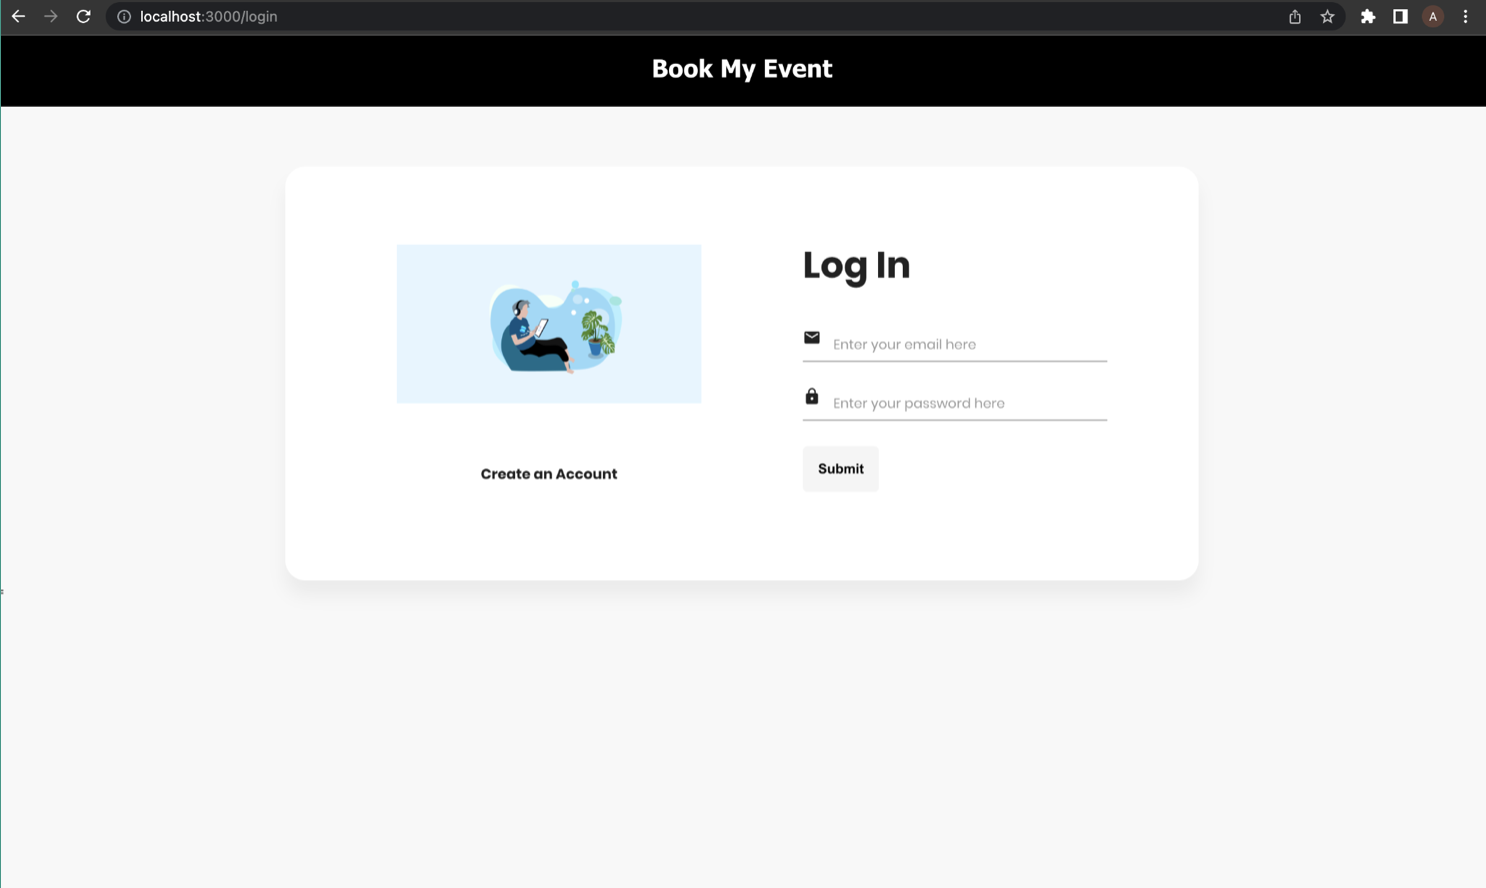 localhost:3000/login
A
Book My Event
Log In
Enter your email here
Enter your password here
Submit
Create an Account